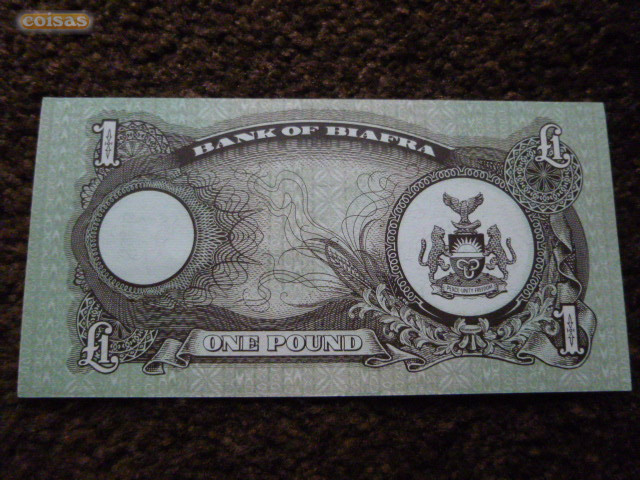 coisas
BANK OF BIAFRA
1
£1
PEACE·UNITY·FREEDOM
£1
ONE POUND
1